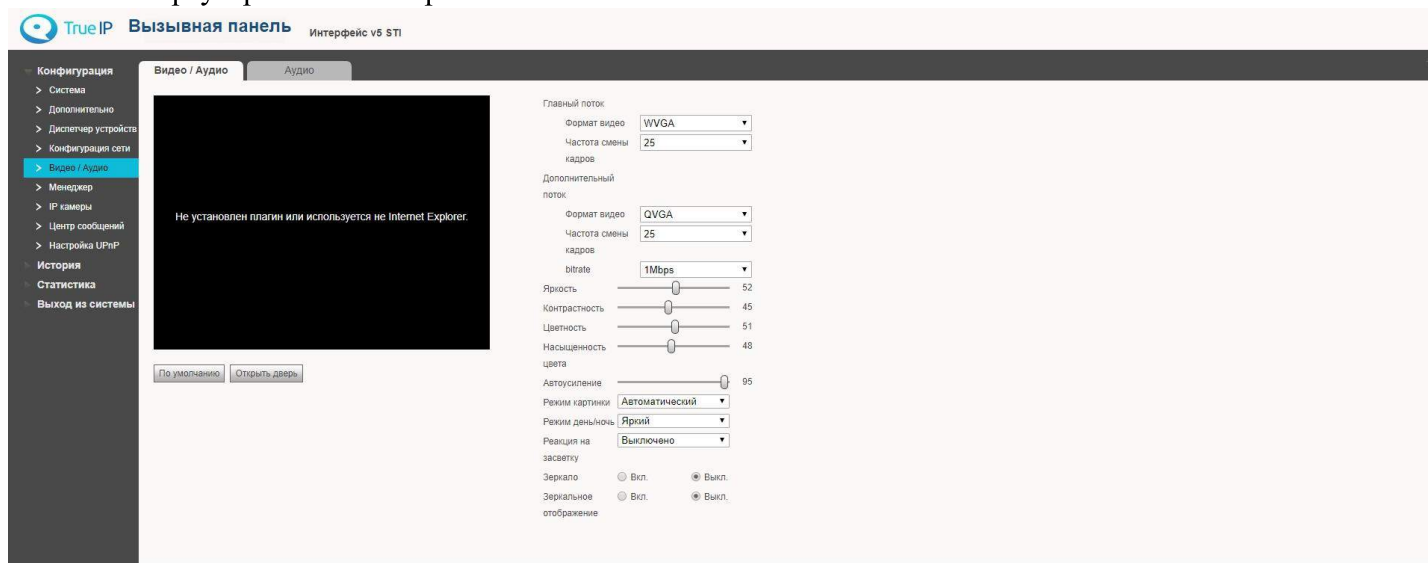 True IP Вызывная панель Интерфейс v5 STI
Конфигурация
Система
Дополнительно
Диспетчер устройств
Конфигурация сети
Видео / Аудио
Менеджер
IP камеры
Центр сообщений
Настройка UPnP
История
Статистика
Выход из системы
Видео / Аудио Аудио
Не установлен плагин или используется не Internet Explorer.
По умолчанию Открыть дверь
Главный поток
Формат видео WVGA
Частота смены 25
кадров
Дополнительный
поток
Формат видео QVGA
Частота смены 25
кадров
bitrate 1Mbps
Яркость 52
Контрастность 45
Цветность 51
Насыщенность 48
цвета
Автоусиление 95
Режим картинки Автоматический
Режим день/ночь Яркий
Реакция на Выключено
засветку
Зеркало Вкл. Выкл.
Зеркальное Вкл. Выкл.
отображение